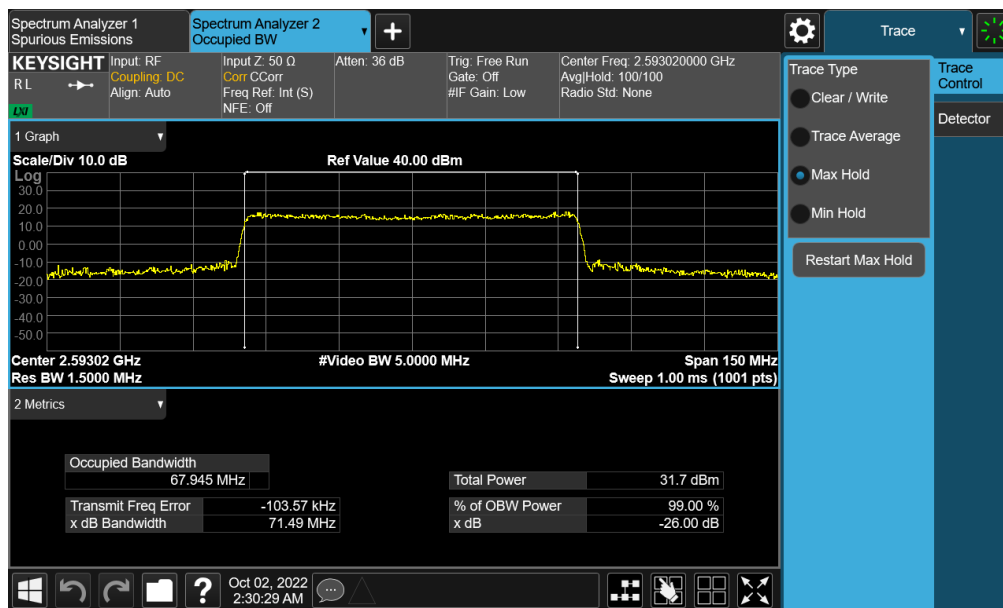 Spectrum Analyzer 1
Spurious Emissions
Spectrum Analyzer 2
Occupied BW
Trace
KEYSIGHT
R L
LXI
Input: RF
Coupling: DC
Align: Auto
Input Z: 50 Ω
Corr CCorr
Freq Ref: Int (S)
NFE: Off
Atten: 36 dB
Trig: Free Run
Gate: Off
#IF Gain: Low
Center Freq: 2.593020000 GHz
Avg|Hold: 100/100
Radio Std: None
Trace Type
Clear / Write
Trace Average
Max Hold
Min Hold
Restart Max Hold
Trace
Control
Detector
1 Graph
Scale/Div 10.0 dB
Ref Value 40.00 dBm
Log
30.0
20.0
10.0
0.00
-10.0
-20.0
-30.0
-40.0
-50.0
Center 2.59302 GHz
#Video BW 5.0000 MHz
Span 150 MHz
Res BW 1.5000 MHz
Sweep 1.00 ms (1001 pts)
2 Metrics
Occupied Bandwidth
67.945 MHz
Total Power 31.7 dBm
Transmit Freq Error -103.57 kHz
% of OBW Power 99.00 %
x dB Bandwidth 71.49 MHz
x dB -26.00 dB
?
Oct 02, 2022
2:30:29 AM